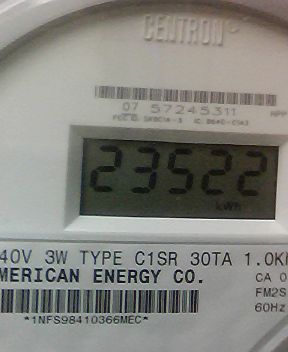 CENTRON
07 57245311
23522
kWh
40V 3W TYPE C1SR 30TA 1.0K
MERICAN ENERGY CO.
CA 0
FM2S
60Hz
*1NFS98410366MEC*